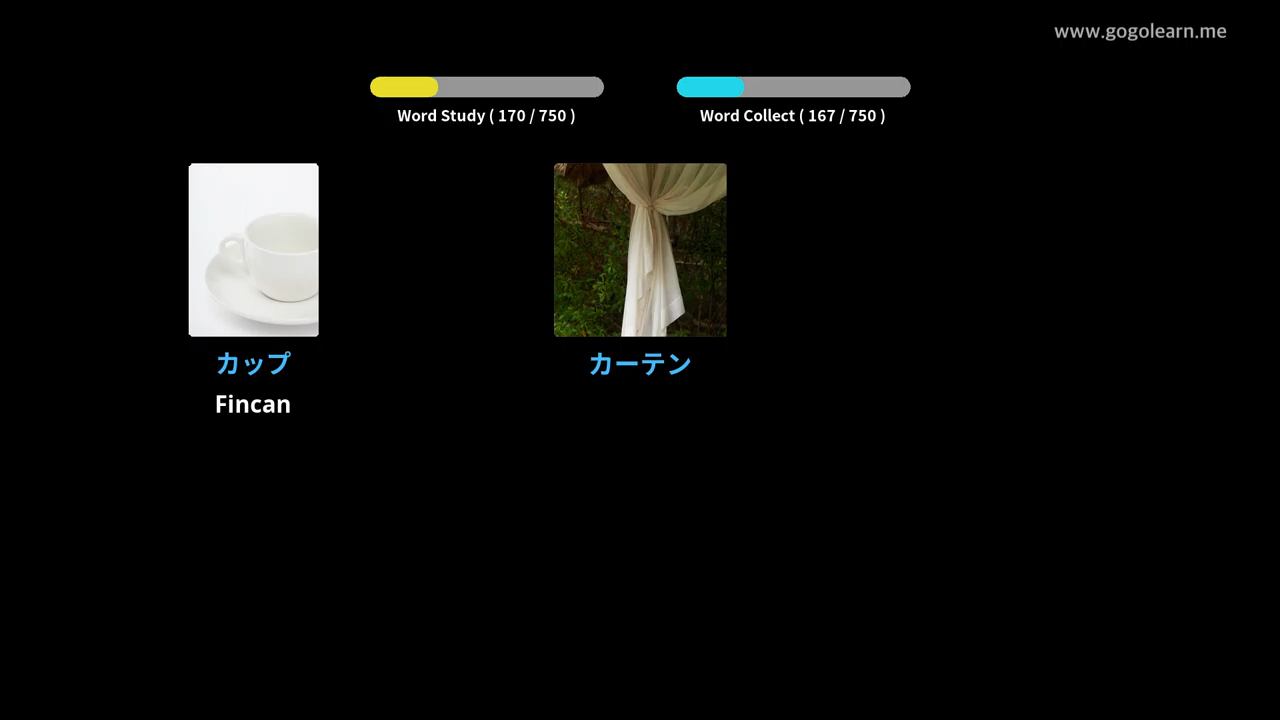 www.gogolearn.me
Word Study ( 170 / 750 )
Word Collect ( 167 / 750 )
カップ
カーテン
Fincan